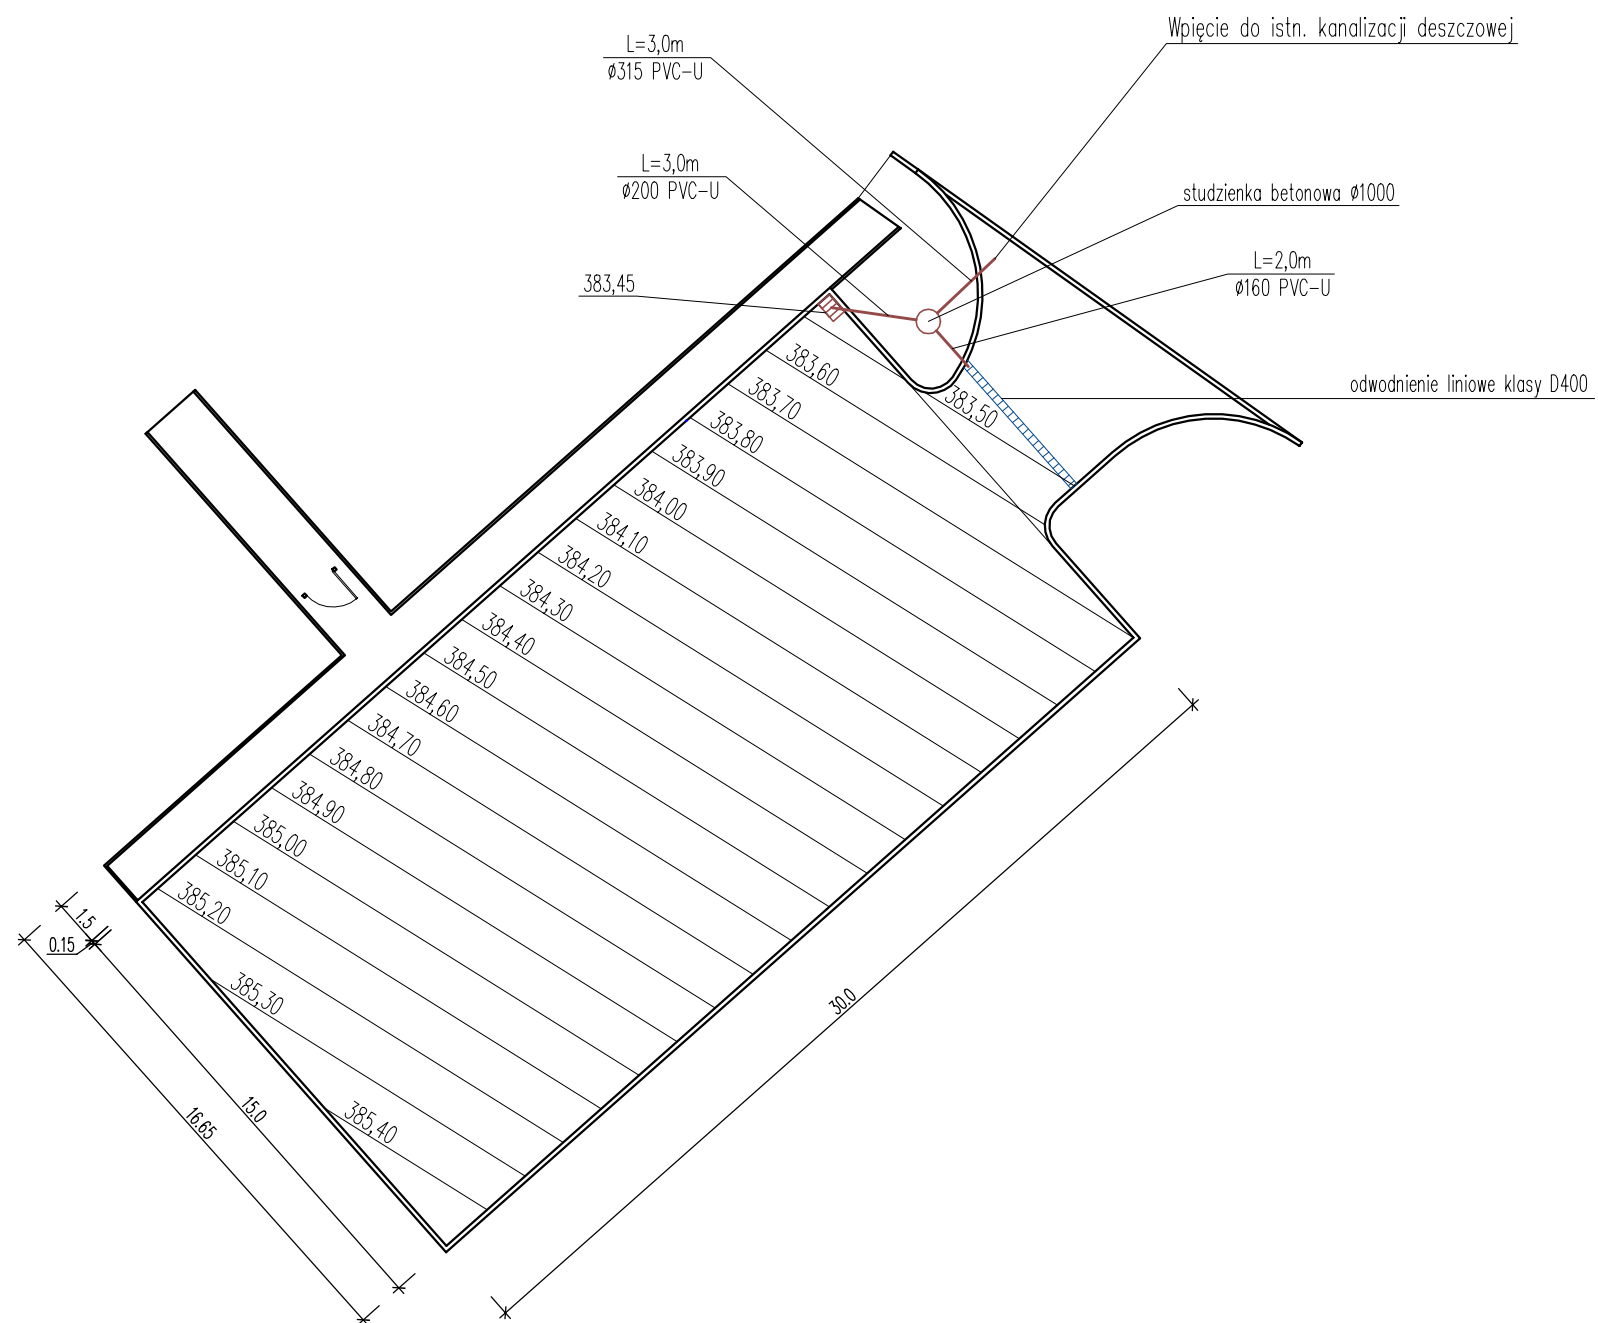 Wpięcie do istn. kanalizacji deszczowej
L=3,0m
Ø315 PVC-U
L=3,0m
Ø200 PVC-U
studzienka betonowa Ø1000
L=2,0m
Ø160 PVC-U
383,45
odwodnienie liniowe klasy D400
383,50
383,60
383,70
383,80
383,90
384,00
384,10
384,20
384,30
384,40
384,50
384,60
384,70
384,80
384,90
385,00
385,10
385,20
385,30
385,40
1.5
0.15
15.0
16.65
30.0